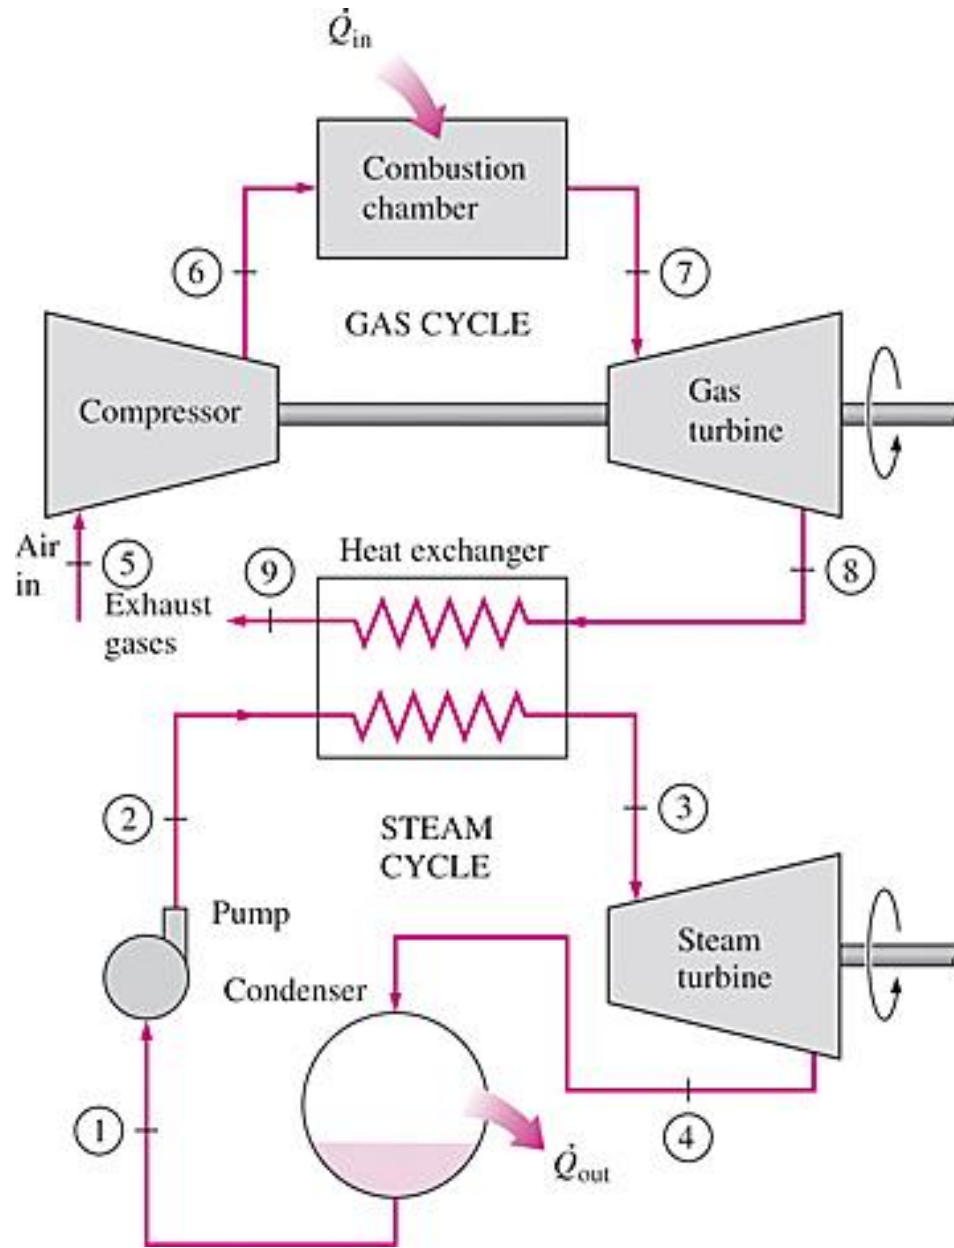 Q̇in
Combustion
chamber
6
7
GAS CYCLE
Compressor
Gas
turbine
Air
in
5
9
Heat exchanger
8
Exhaust
gases
2
3
STEAM
CYCLE
Pump
Steam
turbine
Condenser
1
4
Q̇out